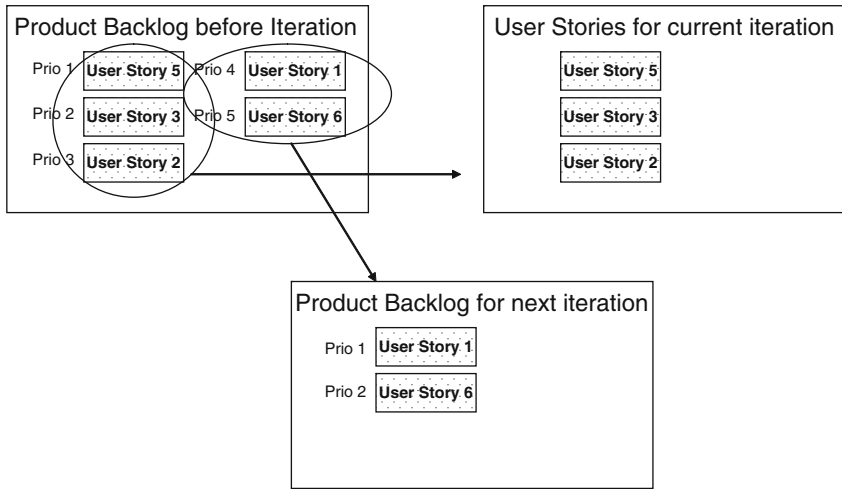 Product Backlog before Iteration
Prio 1 User Story 5 Prio 4 User Story 1
Prio 2 User Story 3 Prio 5 User Story 6
Prio 3 User Story 2
User Stories for current iteration
User Story 5
User Story 3
User Story 2
Product Backlog for next iteration
Prio 1 User Story 1
Prio 2 User Story 6